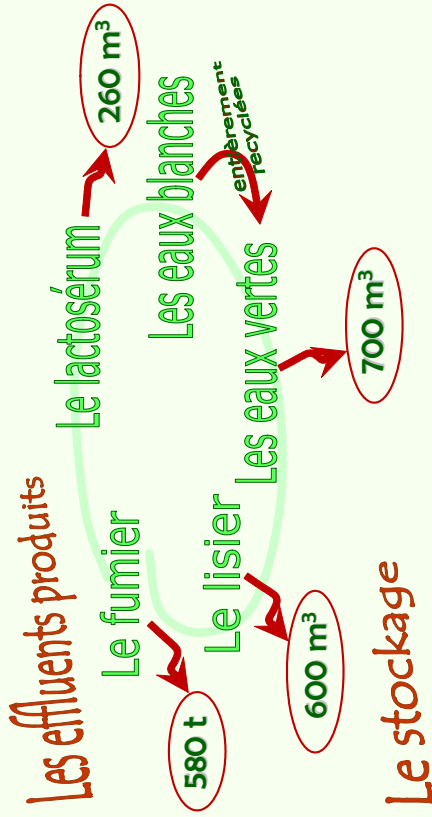 Les effluents produits
Le fumier
580 t
Le lactosérum
260 m³
Le lisier
600 m³
Les eaux blanches
entièrement
recyclées
Les eaux vertes
700 m³
Le stockage